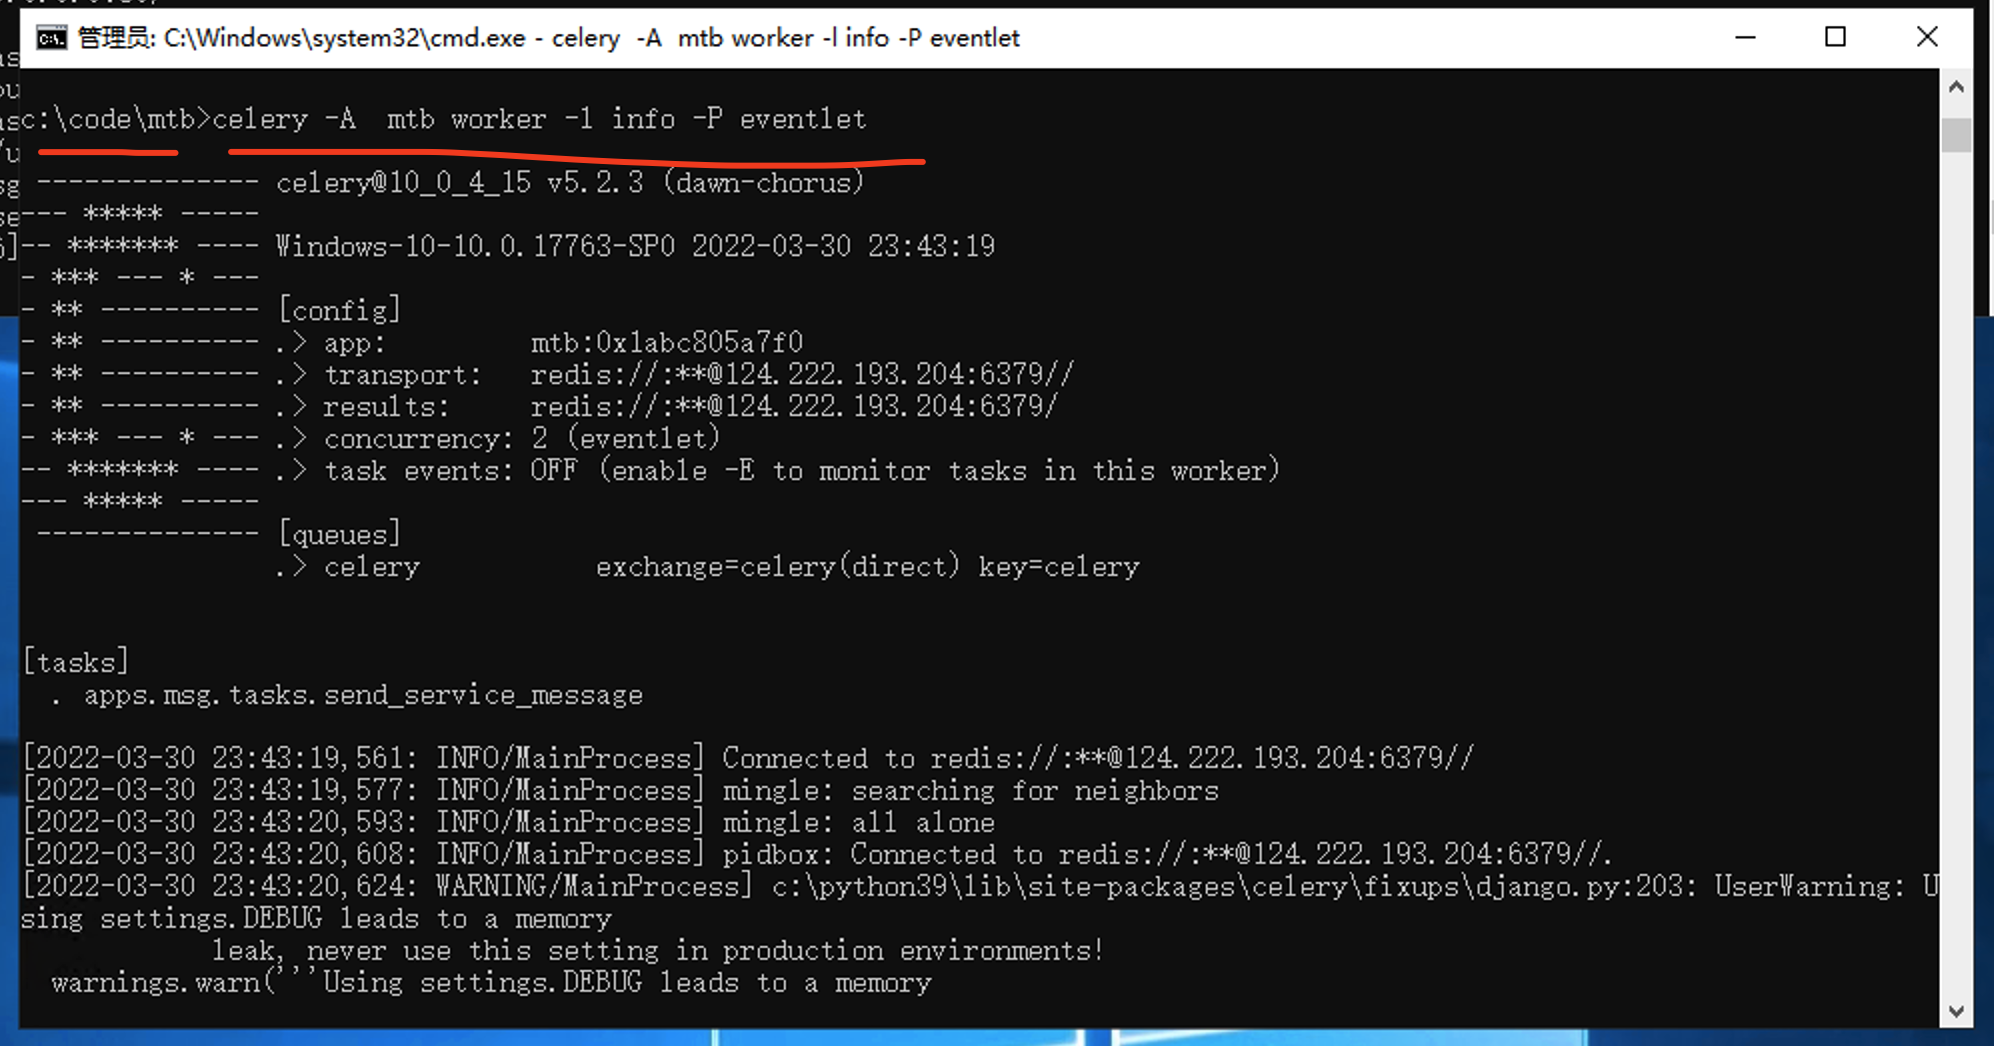 管理员: C:\Windows\system32\cmd.exe - celery  -A  mtb worker -l info -P eventlet
c:\code\mtb>celery -A  mtb worker -l info -P eventlet
 -------------- celery@10_0_4_15 v5.2.3 (dawn-chorus)
--- ***** -----
-- ******* ---- Windows-10-10.0.17763-SP0 2022-03-30 23:43:19
- *** --- * ---
- ** ---------- [config]
- ** ---------- .> app:         mtb:0x1abc805a7f0
- ** ---------- .> transport:   redis://:**@124.222.193.204:6379//
- ** ---------- .> results:     redis://:**@124.222.193.204:6379/
- *** --- * --- .> concurrency: 2 (eventlet)
-- ******* ---- .> task events: OFF (enable -E to monitor tasks in this worker)
--- ***** -----
 -------------- [queues]
                .> celery           exchange=celery(direct) key=celery
[tasks]
  . apps.msg.tasks.send_service_message
[2022-03-30 23:43:19,561: INFO/MainProcess] Connected to redis://:**@124.222.193.204:6379//
[2022-03-30 23:43:19,577: INFO/MainProcess] mingle: searching for neighbors
[2022-03-30 23:43:20,593: INFO/MainProcess] mingle: all alone
[2022-03-30 23:43:20,608: INFO/MainProcess] pidbox: Connected to redis://:**@124.222.193.204:6379//.
[2022-03-30 23:43:20,624: WARNING/MainProcess] c:\python39\lib\site-packages\celery\fixups\django.py:203: UserWarning: U
sing settings.DEBUG leads to a memory
            leak, never use this setting in production environments!
  warnings.warn('''Using settings.DEBUG leads to a memory